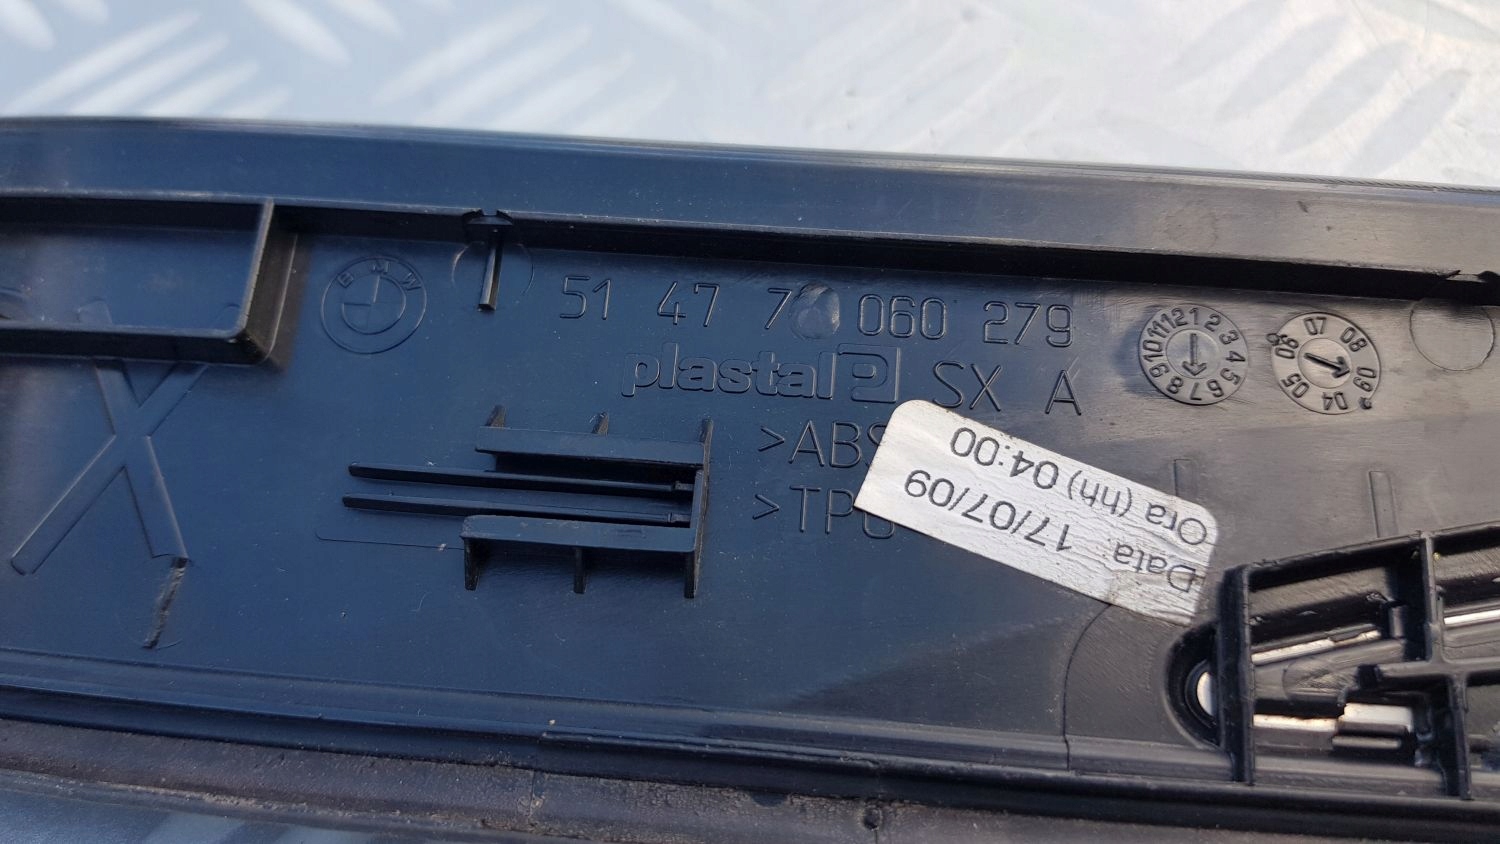 BMW
51 47 7 060 279
plastal SX A
>ABS
>TPU
Data: 17/07/09
Ora (hh) 04:00
1 2 3 4 5 6 7 8 9 10 11 12
04 05 06 07 08 09